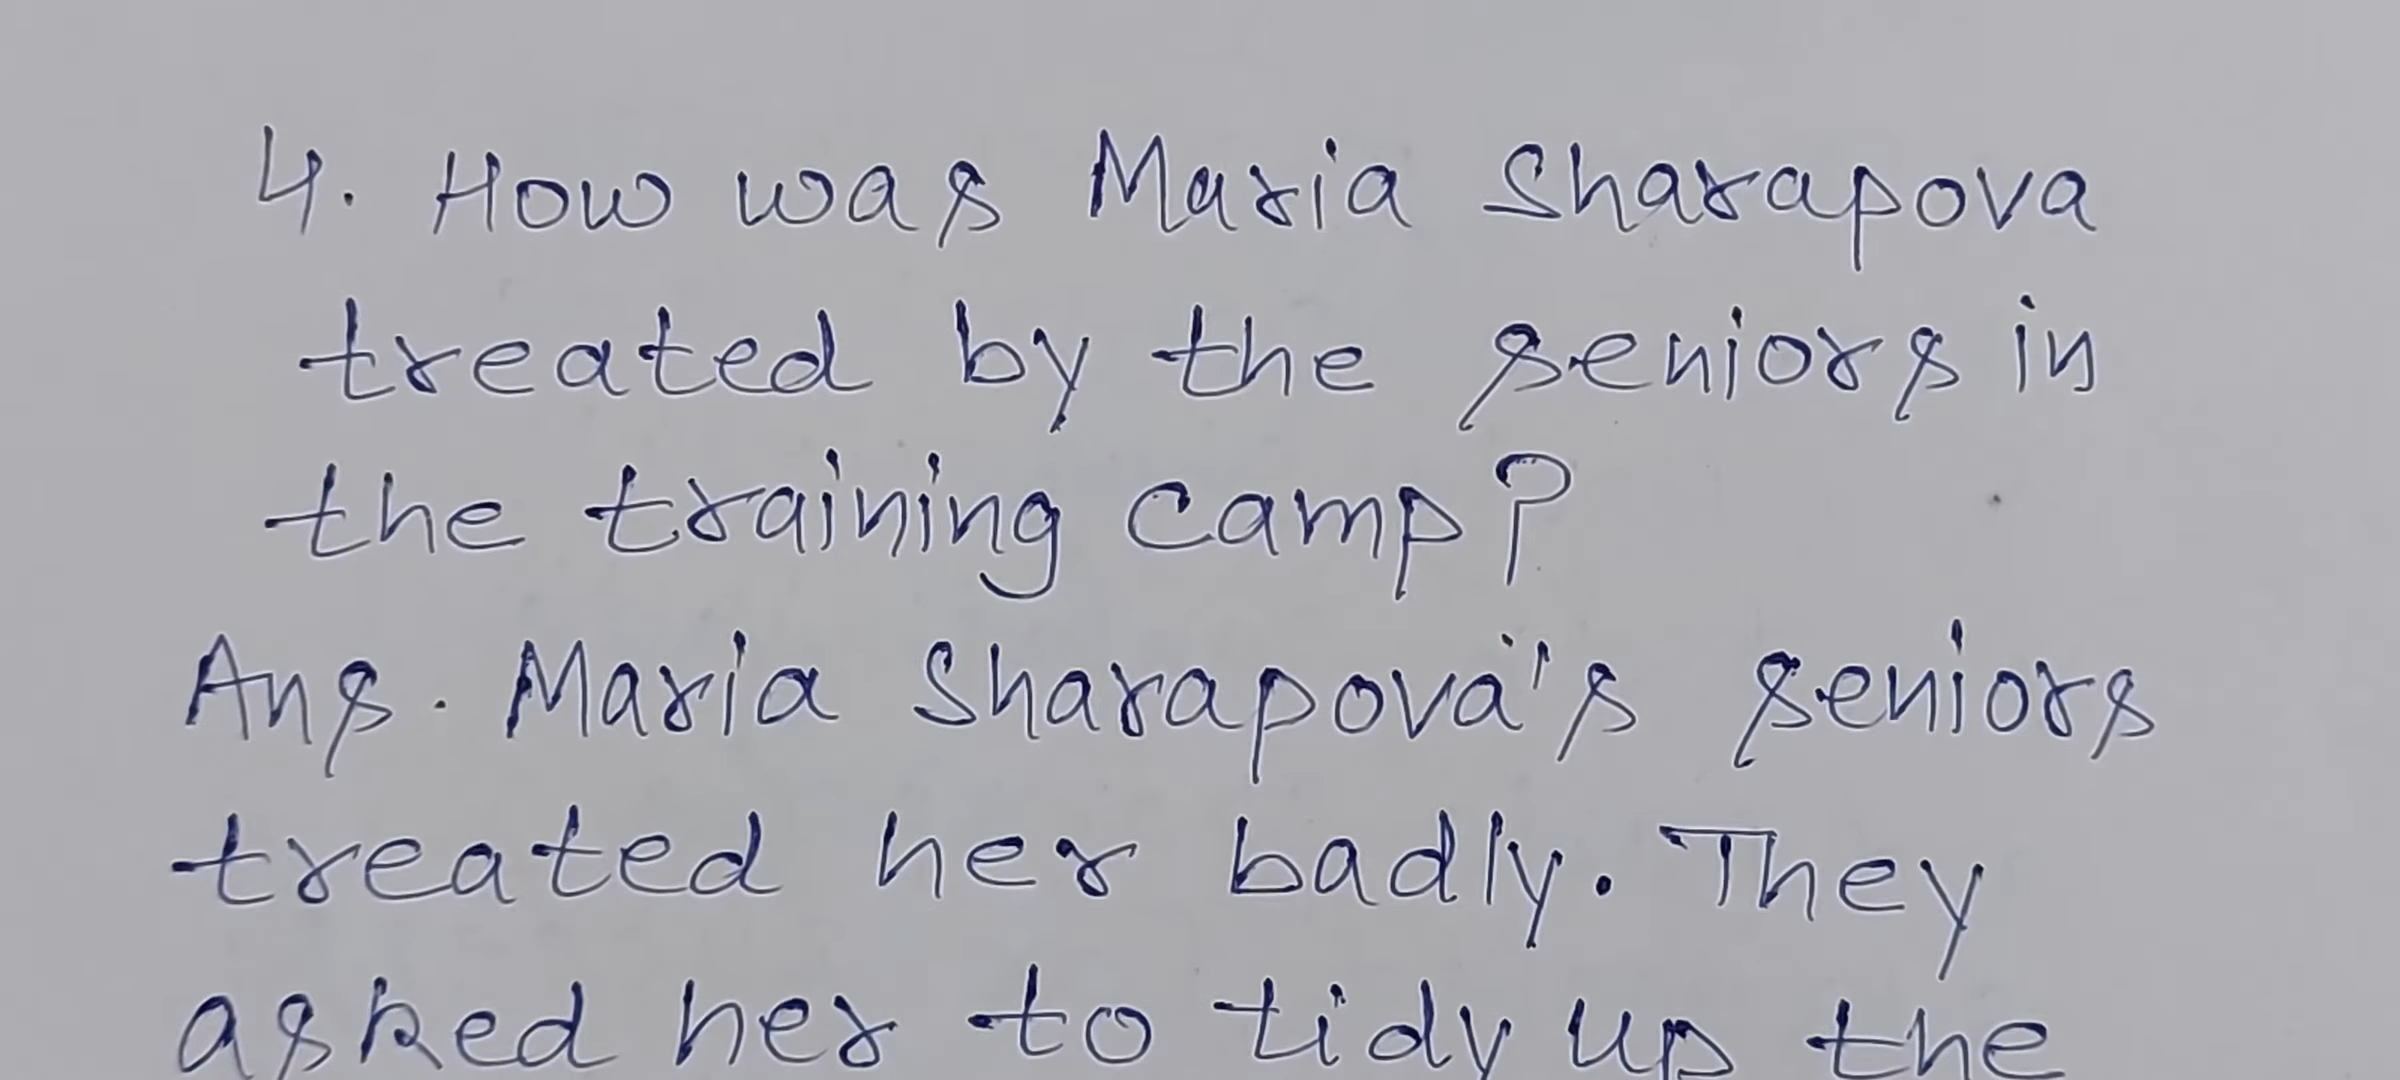 4. How was Maria Sharapova
treated by the seniors in
the training camp?
Ans. Maria Sharapova's seniors
treated her badly. They
asked her to tidy up the